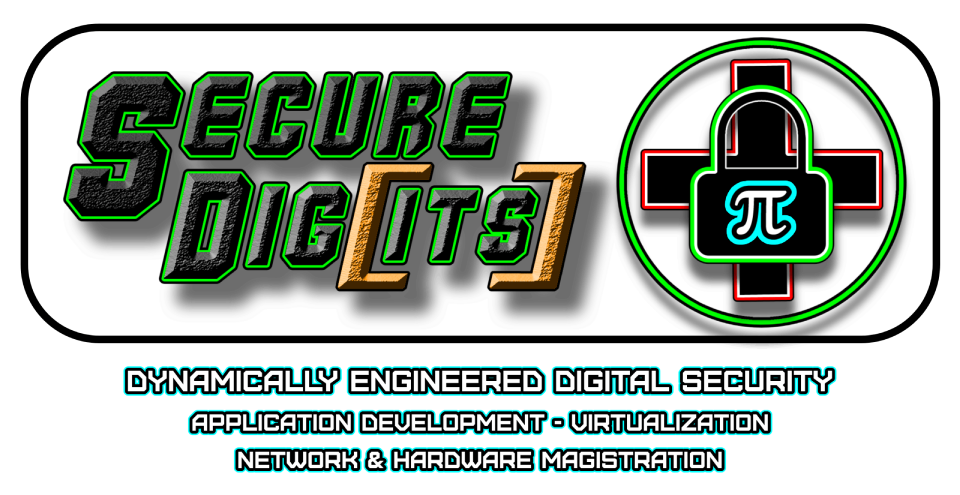 SECURE
DIG[ITS]
π
DYNAMICALLY ENGINEERED DIGITAL SECURITY
APPLICATION DEVELOPMENT - VIRTUALIZATION
NETWORK & HARDWARE MAGISTRATION